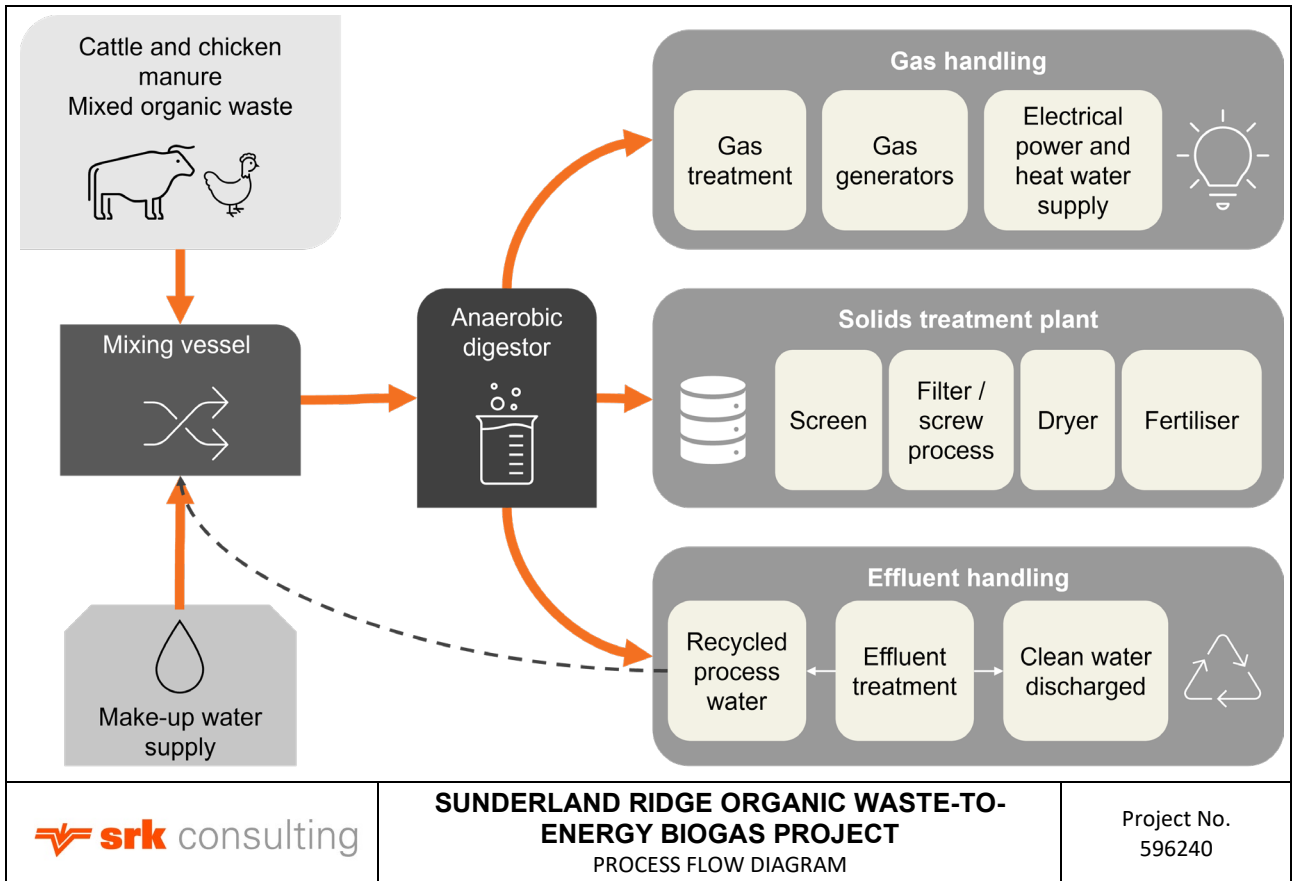 Cattle and chicken
manure
Mixed organic waste
Mixing vessel
Make-up water
supply
Anaerobic
digestor
Gas handling
Gas
treatment
Gas
generators
Electrical
power and
heat water
supply
Solids treatment plant
Screen
Filter /
screw
process
Dryer
Fertiliser
Effluent handling
Recycled
process
water
Effluent
treatment
Clean water
discharged
srk consulting
SUNDERLAND RIDGE ORGANIC WASTE-TO-
ENERGY BIOGAS PROJECT
PROCESS FLOW DIAGRAM
Project No.
596240